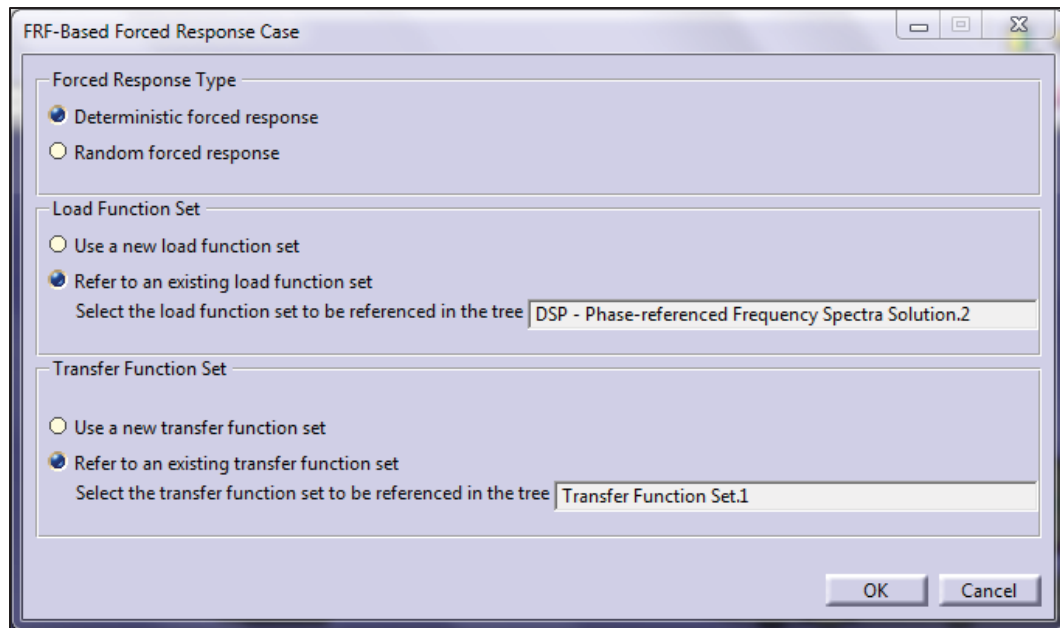 FRF-Based Forced Response Case
Forced Response Type
Deterministic forced response
Random forced response
Load Function Set
Use a new load function set
Refer to an existing load function set
Select the load function set to be referenced in the tree DSP - Phase-referenced Frequency Spectra Solution.2
Transfer Function Set
Use a new transfer function set
Refer to an existing transfer function set
Select the transfer function set to be referenced in the tree Transfer Function Set.1
OK Cancel